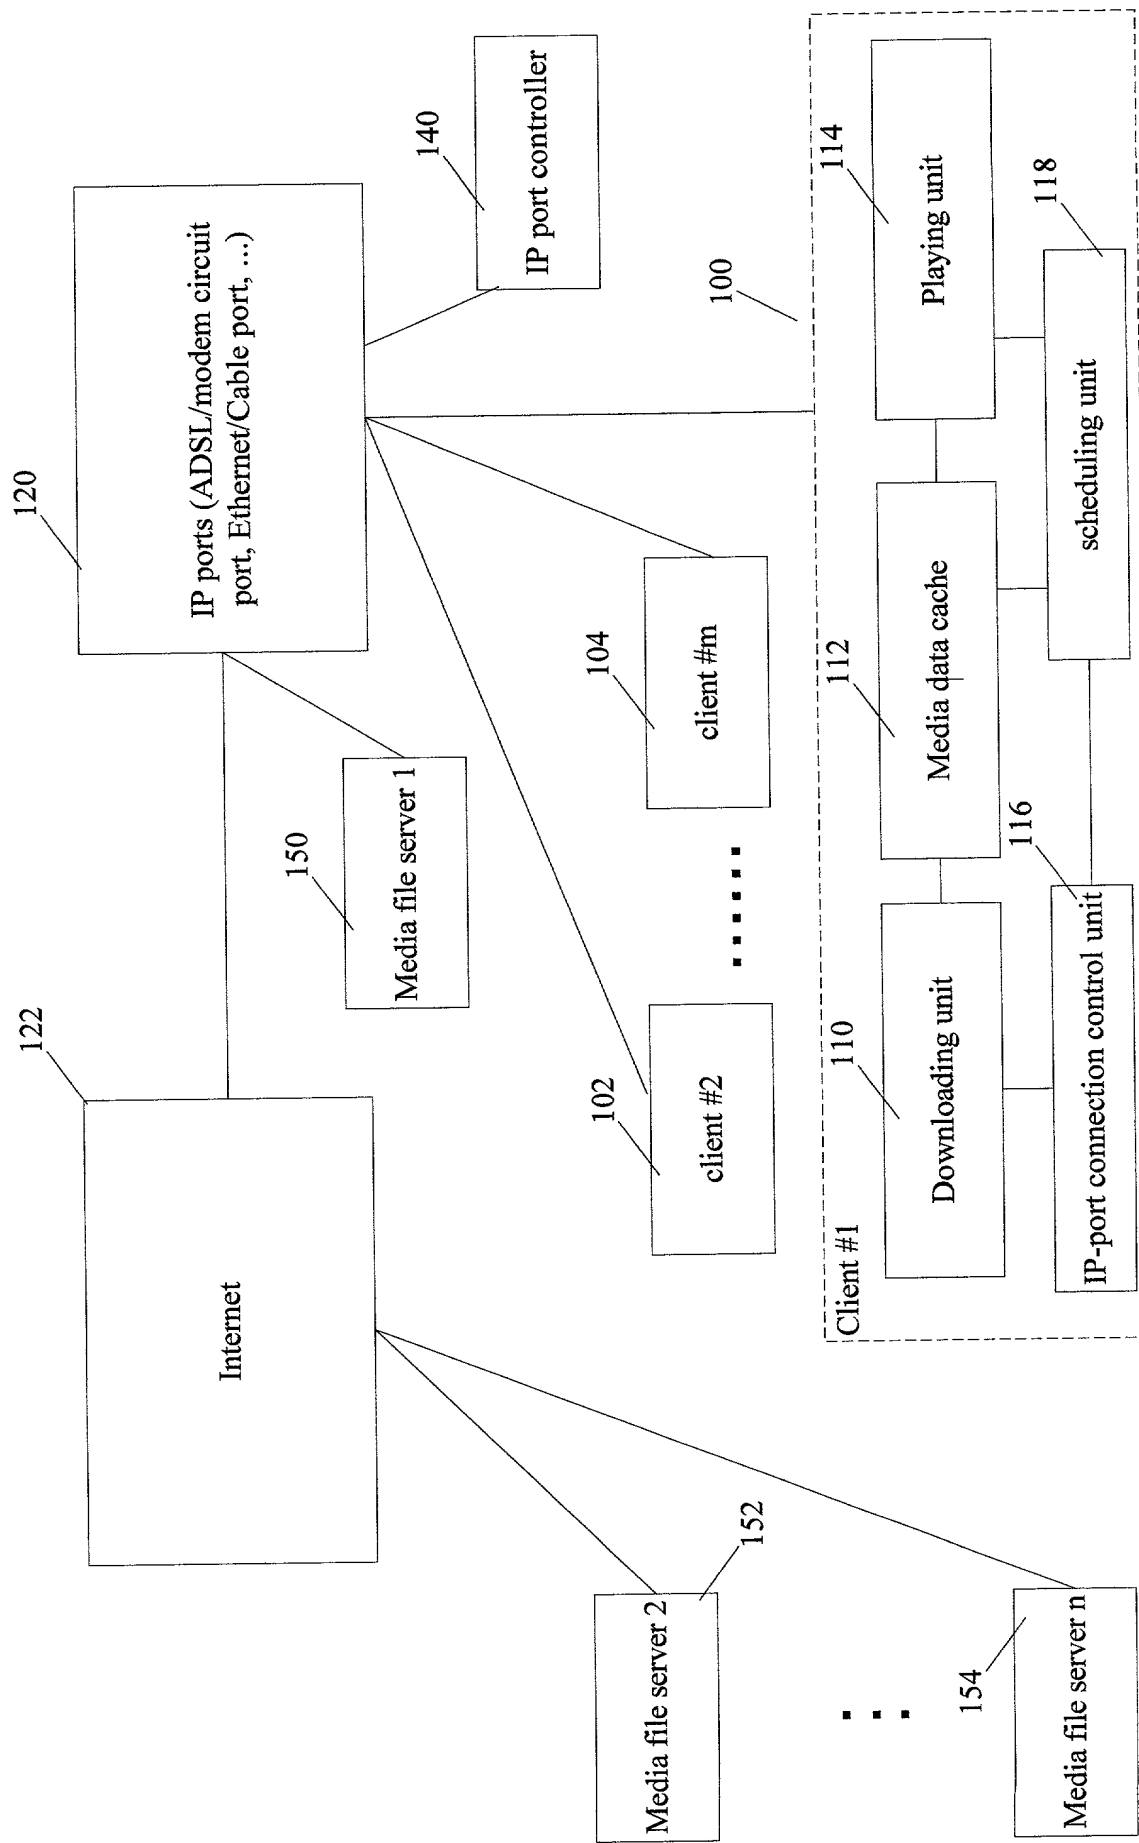 122
Internet
120
IP ports (ADSL/modem circuit
port, Ethernet/Cable port, ...)
140
IP port controller
150
Media file server 1
152
Media file server 2
154
Media file server n
102
client #2
104
client #m
100
Client #1
110
Downloading unit
112
Media data cache
114
Playing unit
116
IP-port connection control unit
118
scheduling unit